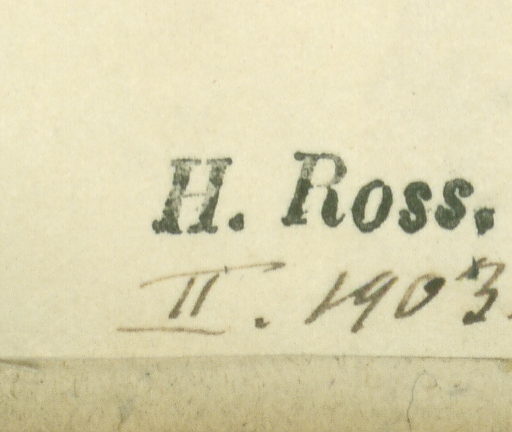 H. Ross.
II. 1903.